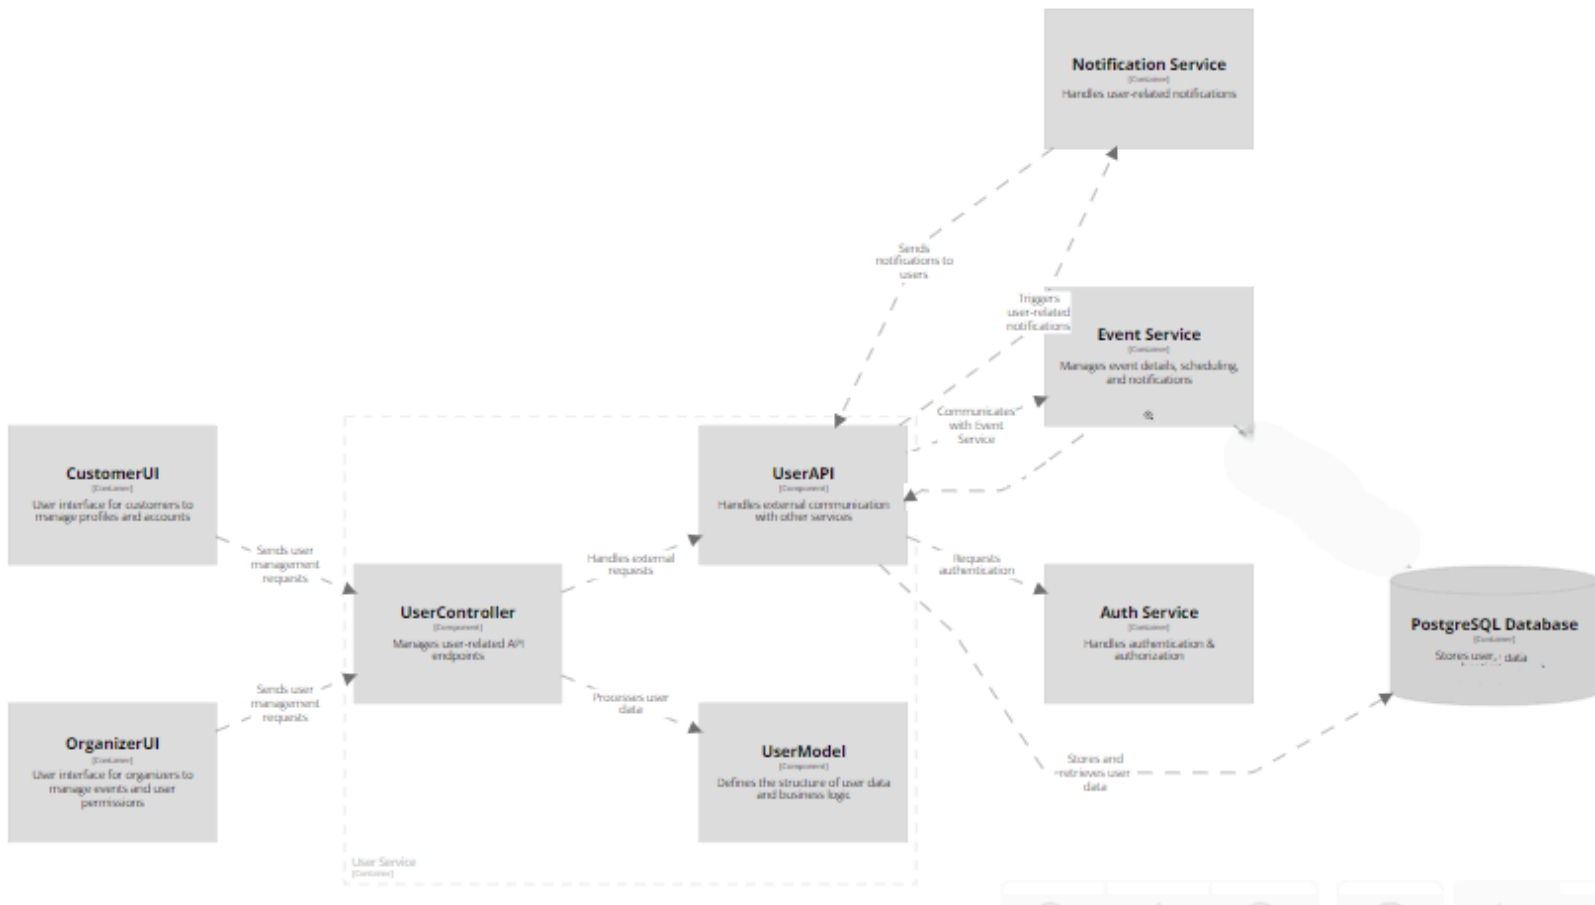 Notification Service
[Container]
Handles user-related notifications
Sends
notifications to
users
Triggers
user-related
notifications
Event Service
[Container]
Manages event details, scheduling,
and notifications
Communicates
with Event
Service
CustomerUI
[Container]
User interface for customers to
manage profiles and accounts
UserAPI
[Component]
Handles external communication
with other services
Sends user
management
requests
Handles external
requests
Requests
authentication
UserController
[Component]
Manages user-related API
endpoints
Auth Service
[Container]
Handles authentication &
authorization
PostgreSQL Database
[Container]
Stores user, data
Sends user
management
requests
Processes user
data
OrganizerUI
[Container]
User interface for organizers to
manage events and user
permissions
UserModel
[Component]
Defines the structure of user data
and business logic
Stores and
retrieves user
data
User Service
[Container]